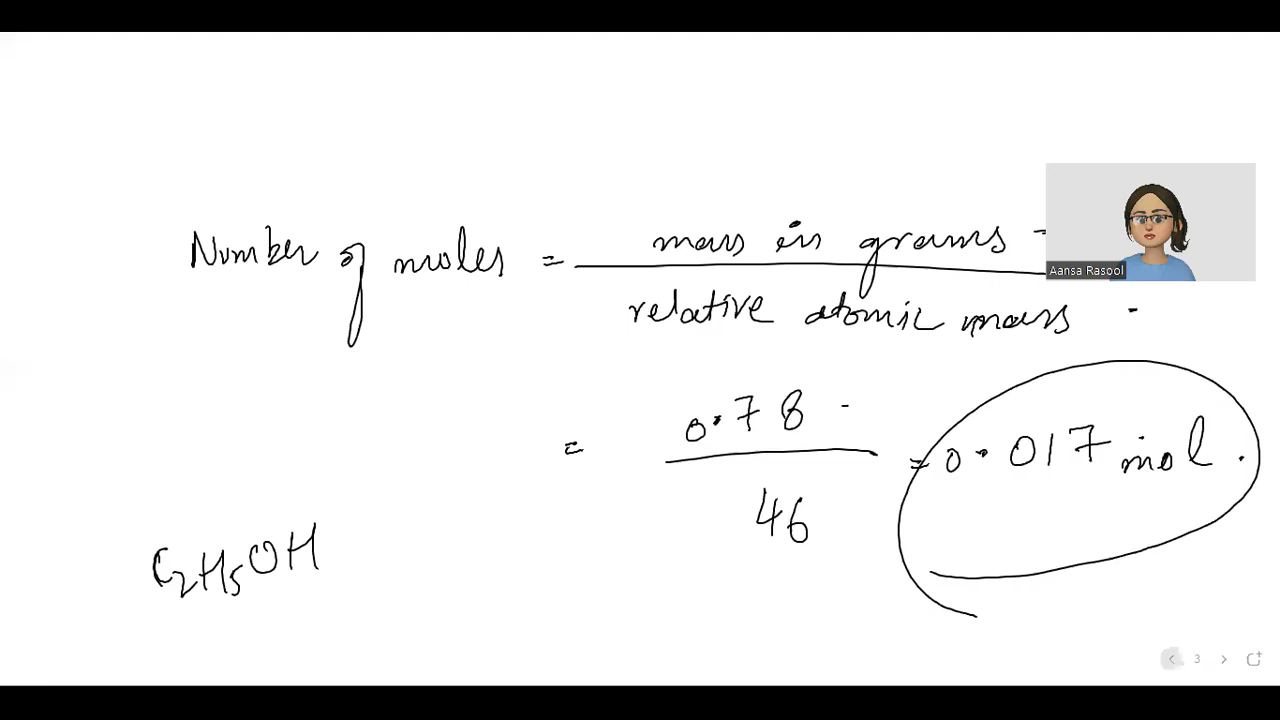 Number of moles = mass in grams
relative atomic mass
Aansa Rasool
= 0.78 / 46 = 0.017 mol.
C₂H₅OH
3